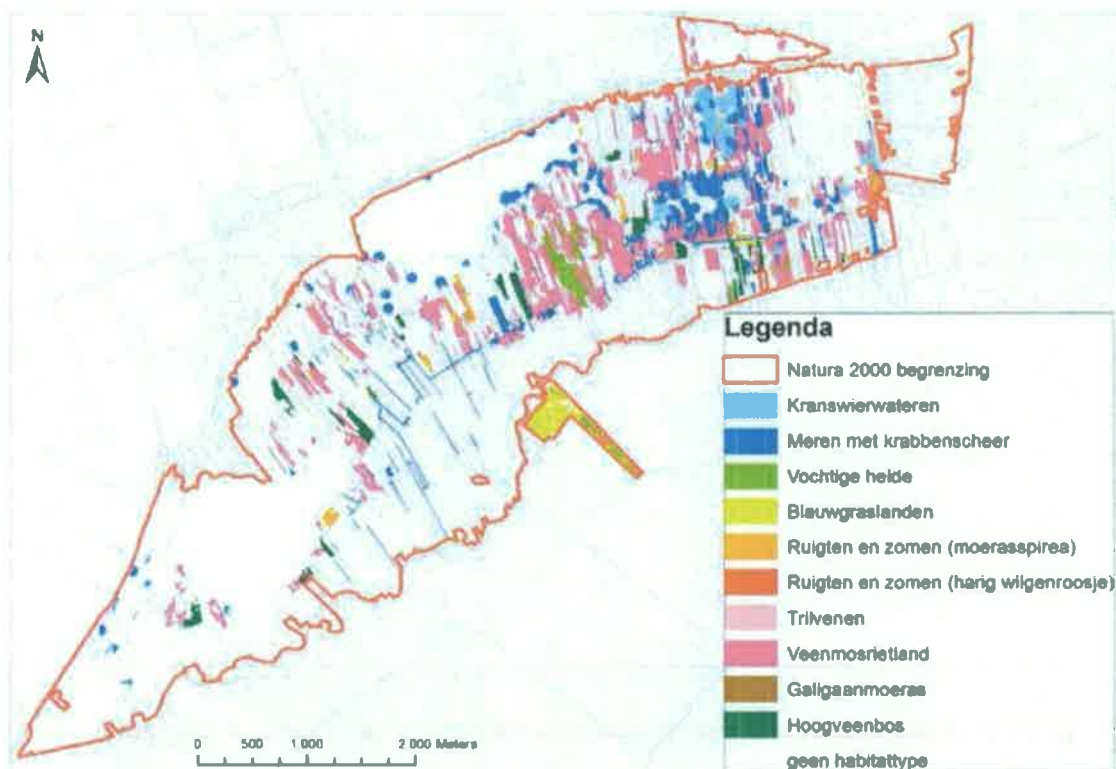 N
Legenda
Natura 2000 begrenzing
Kranswierwateren
Meren met krabbenscheer
Vochtige heide
Blauwgraslanden
Ruigten en zomen (moerasspirea)
Ruigten en zomen (harig wilgenroosje)
Trilvenen
Veenmosrietland
Galigaanmoeras
Hoogveenbos
geen habitattype
0 500 1 000 2 000 Meters